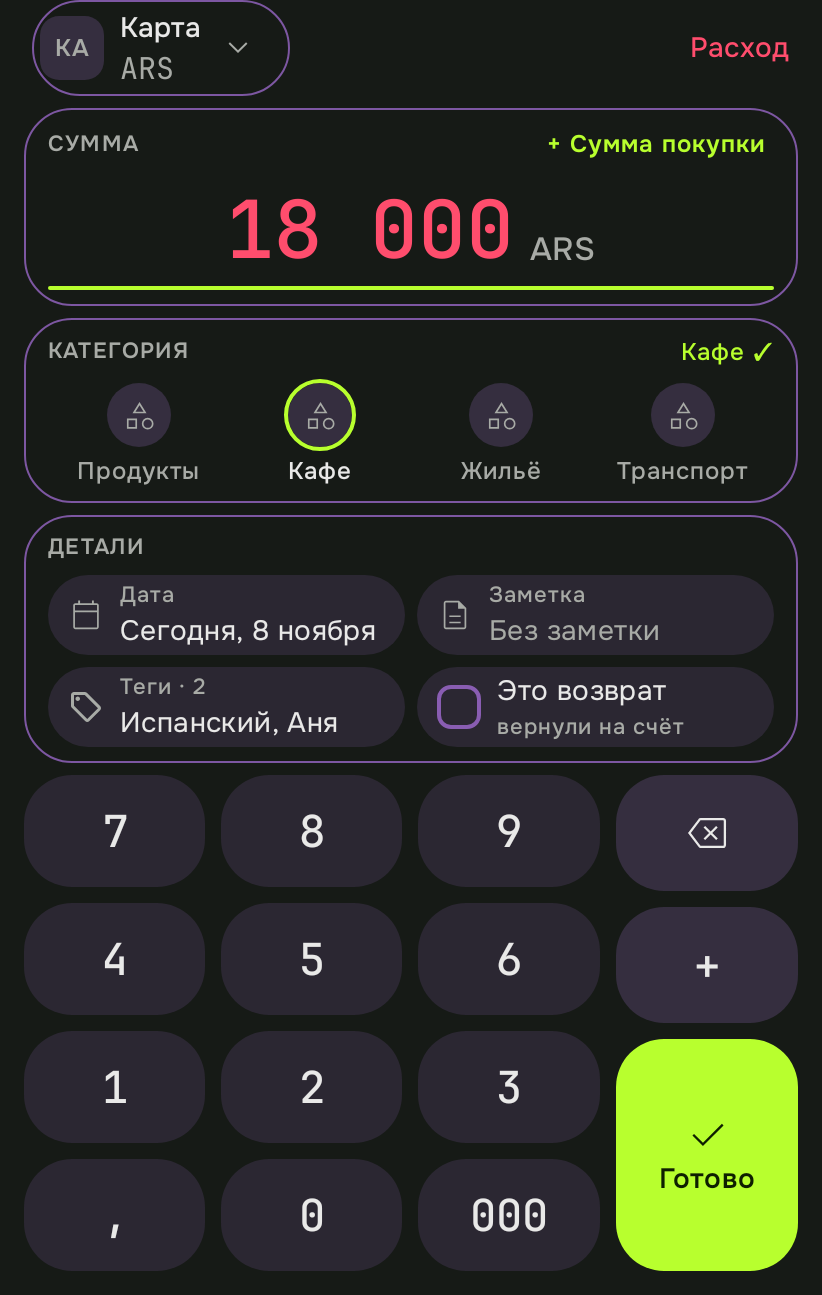 КА
Карта
ARS
Расход
СУММА
+ Сумма покупки
18 000 ARS
КАТЕГОРИЯ
Кафе ✓
Продукты
Кафе
Жильё
Транспорт
ДЕТАЛИ
Дата
Сегодня, 8 ноября
Заметка
Без заметки
Теги · 2
Испанский, Аня
Это возврат
вернули на счёт
7 8 9
4 5 6 +
1 2 3
Готово
, 0 000